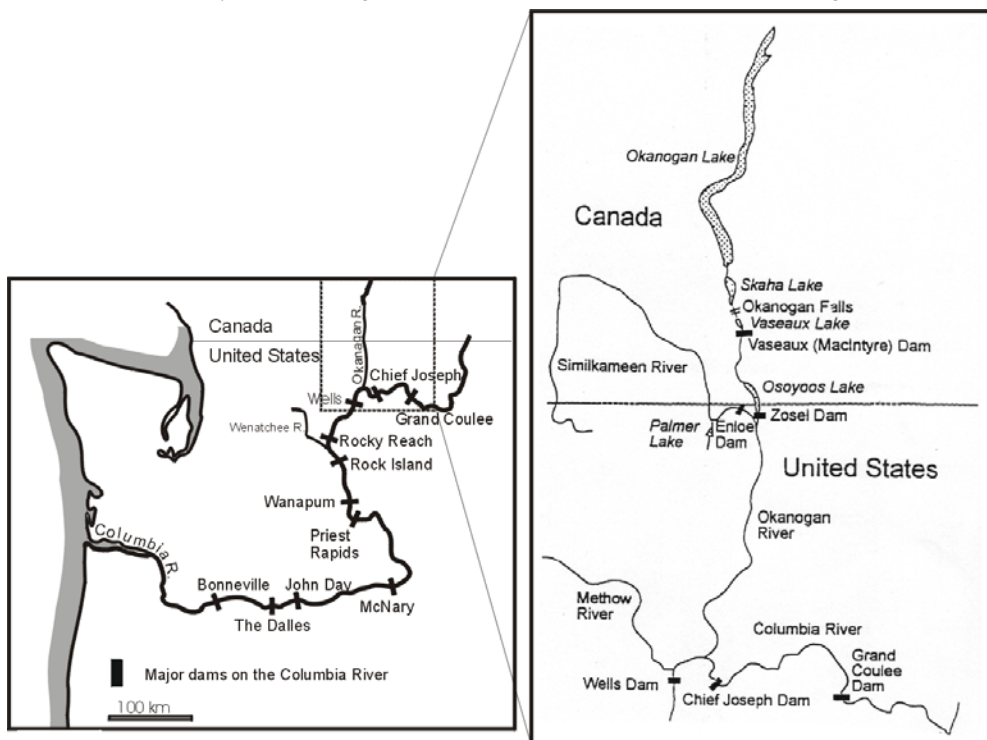 Canada
United States
Okanagan R.
Chief Joseph
Wells
Grand Coulee
Wenatchee R.
Rocky Reach
Rock Island
Wanapum
Priest
Rapids
Columbia R.
Bonneville
John Day
McNary
The Dalles
Major dams on the Columbia River
100 km
Okanogan Lake
Canada
Skaha Lake
Okanogan Falls
Vaseaux Lake
Vaseaux (MacIntyre) Dam
Similkameen River
Osoyoos Lake
Zosel Dam
Palmer
Lake
Enloe
Dam
United States
Okanogan
River
Methow
River
Columbia River
Grand
Coulee
Dam
Wells Dam
Chief Joseph Dam